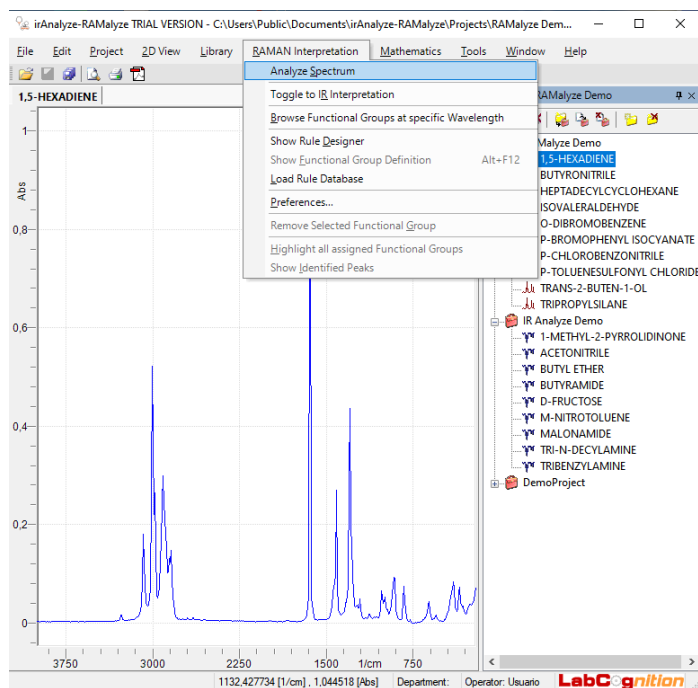 irAnalyze-RAMalyze TRIAL VERSION - C:\Users\Public\Documents\irAnalyze-RAMalyze\Projects\RAMalyze Dem...
File Edit Project 2D View Library RAMAN Interpretation Mathematics Tools Window Help
Analyze Spectrum
Toggle to IR Interpretation
Browse Functional Groups at specific Wavelength
Show Rule Designer
Show Functional Group Definition Alt+F12
Load Rule Database
Preferences...
Remove Selected Functional Group
Highlight all assigned Functional Groups
Show Identified Peaks
1,5-HEXADIENE
Abs
1
0,8
0,6
0,4
0,2
0
3750 3000 2250 1500 1/cm 750
RAMalyze Demo
Malyze Demo
1,5-HEXADIENE
BUTYRONITRILE
HEPTADECYLCYCLOHEXANE
ISOVALERALDEHYDE
O-DIBROMOBENZENE
P-BROMOPHENYL ISOCYANATE
P-CHLOROBENZONITRILE
P-TOLUENESULFONYL CHLORIDE
TRANS-2-BUTEN-1-OL
TRIPROPYLSILANE
IR Analyze Demo
1-METHYL-2-PYRROLIDINONE
ACETONITRILE
BUTYL ETHER
BUTYRAMIDE
D-FRUCTOSE
M-NITROTOLUENE
MALONAMIDE
TRI-N-DECYLAMINE
TRIBENZYLAMINE
DemoProject
1132,427734 [1/cm] , 1,044518 [Abs] Department: Operator: Usuario LabCognition